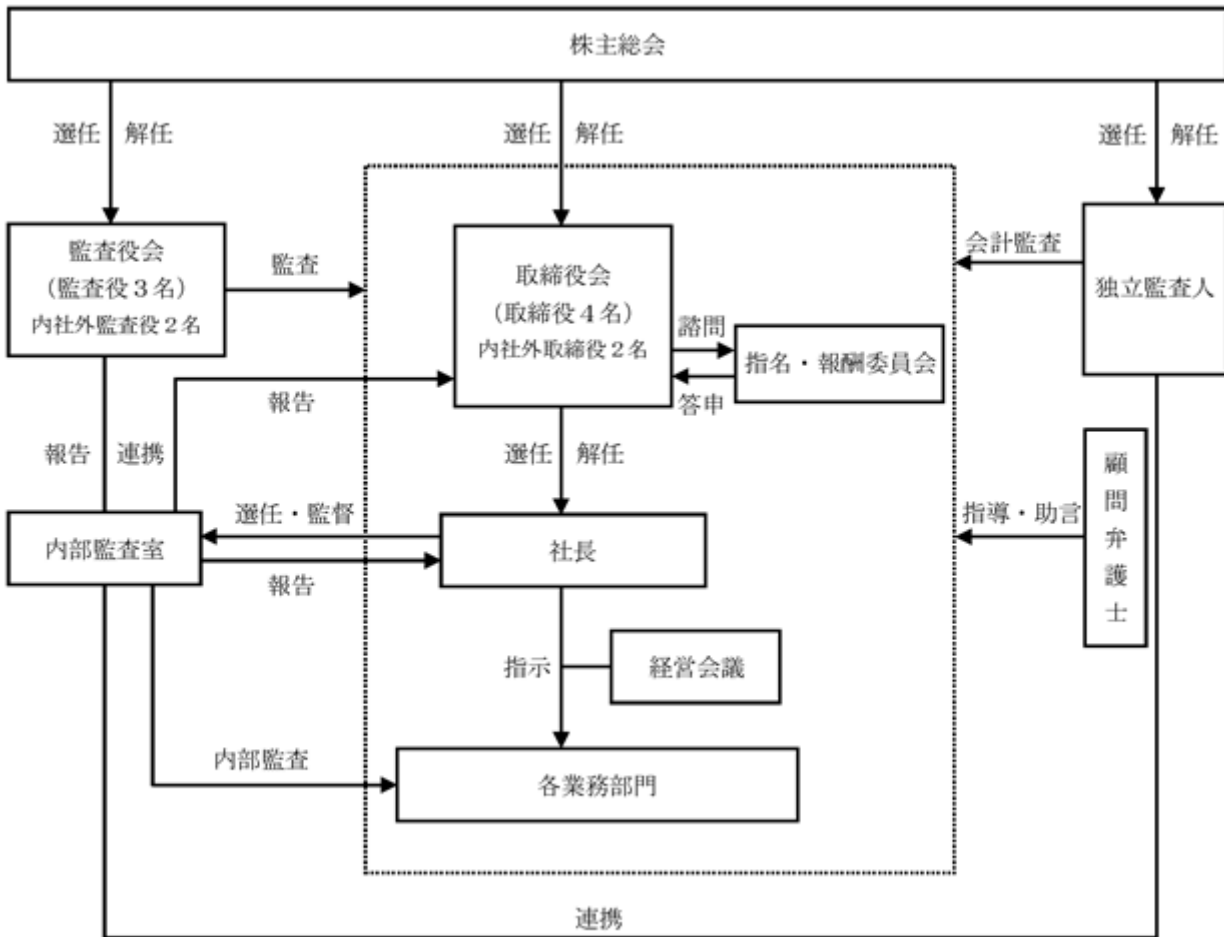 株主総会
選任 解任
選任 解任
選任 解任
監査役会
(監査役3名)
内社外監査役2名
監査
取締役会
(取締役4名)
内社外取締役2名
諮問
答申
指名・報酬委員会
会計監査
独立監査人
報告
報告 連携
選任 解任
顧問弁護士
内部監査室
選任・監督
報告
社長
指導・助言
指示
経営会議
内部監査
各業務部門
連携